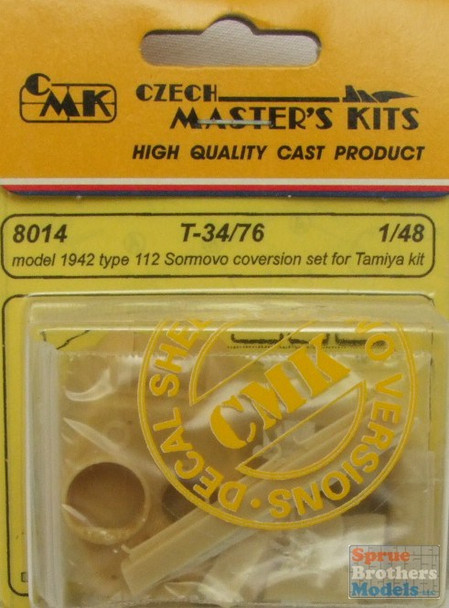 CMK
CZECH
MASTER'S KITS
HIGH QUALITY CAST PRODUCT
8014 T-34/76 1/48
model 1942 type 112 Sormovo coversion set for Tamiya kit
DECAL SHE
O VERSIONS
CMK
Sprue
Brothers
Models LLC